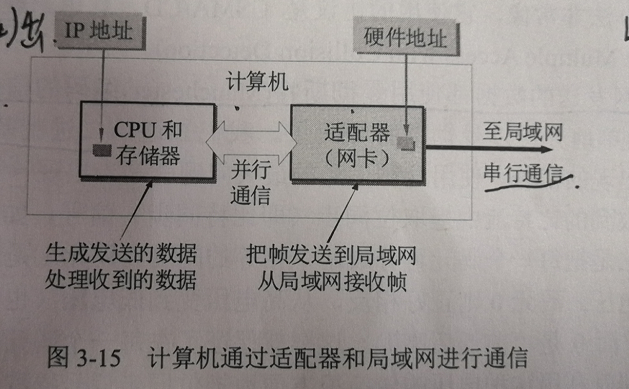 IP 地址
硬件地址
计算机
CPU 和
存储器
并行
通信
适配器
（网卡）
至局域网
串行通信
生成发送的数据
处理收到的数据
把帧发送到局域网
从局域网接收帧
图 3-15 计算机通过适配器和局域网进行通信